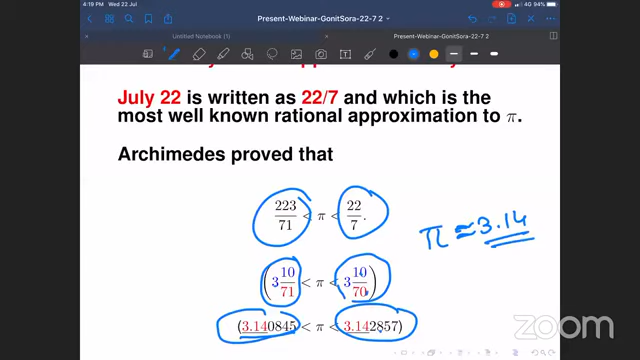 4:19 PM Wed 22 Jul
4G 94%
Present-Webinar-GonitSora-22-7 2
Untitled Notebook (1)
Present-Webinar-GonitSora-22-7 2
July 22 is written as 22/7 and which is the
most well known rational approximation to π.
Archimedes proved that
223/71 < π < 22/7.
π ≃ 3.14
(3 10/71 < π < 3 10/70)
(3.140845 < π < 3.142857)
zoom